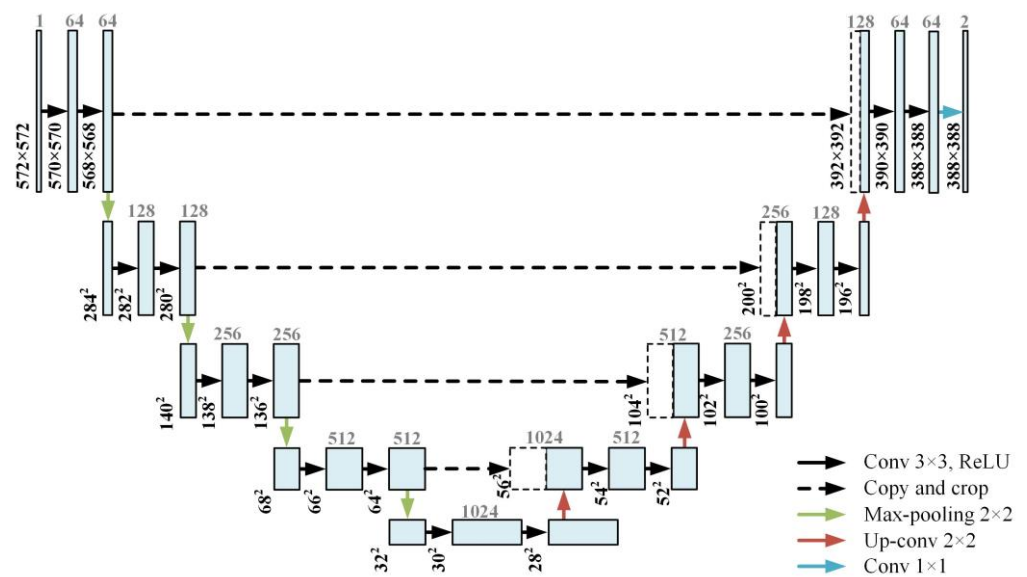 1 64 64 128 64 64 2
572×572 570×570 568×568 392×392 390×390 388×388 388×388
128 128 256 128
284² 282² 280² 200² 198² 196²
256 256 512 256
140² 138² 136² 104² 102² 100²
512 512 1024 512
68² 66² 64² 56² 54² 52²
1024
32² 30² 28²
Conv 3×3, ReLU
Copy and crop
Max-pooling 2×2
Up-conv 2×2
Conv 1×1